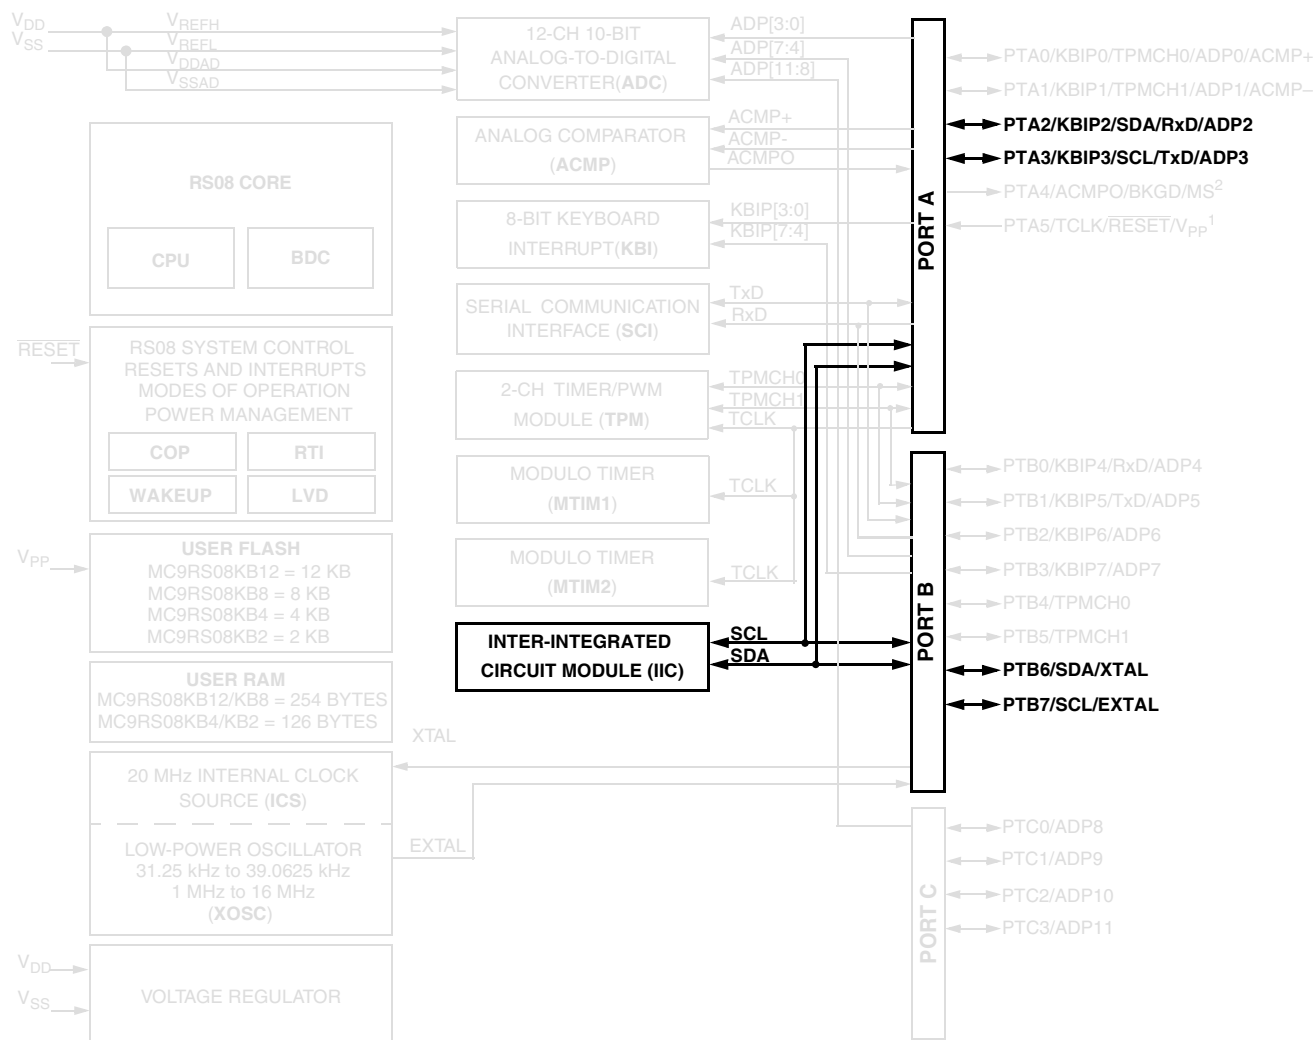 VDD
VSS
VREFH
VREFL
VDDAD
VSSAD
12-CH 10-BIT
ANALOG-TO-DIGITAL
CONVERTER(ADC)
ADP[3:0]
ADP[7:4]
ADP[11:8]
ANALOG COMPARATOR
(ACMP)
ACMP+
ACMP-
ACMPO
8-BIT KEYBOARD
INTERRUPT(KBI)
KBIP[3:0]
KBIP[7:4]
SERIAL COMMUNICATION
INTERFACE (SCI)
TxD
RxD
2-CH TIMER/PWM
MODULE (TPM)
TPMCH0
TPMCH1
TCLK
MODULO TIMER
(MTIM1)
TCLK
MODULO TIMER
(MTIM2)
TCLK
INTER-INTEGRATED
CIRCUIT MODULE (IIC)
SCL
SDA
RS08 CORE
CPU
BDC
RESET
RS08 SYSTEM CONTROL
RESETS AND INTERRUPTS
MODES OF OPERATION
POWER MANAGEMENT
COP
RTI
WAKEUP
LVD
VPP
USER FLASH
MC9RS08KB12 = 12 KB
MC9RS08KB8 = 8 KB
MC9RS08KB4 = 4 KB
MC9RS08KB2 = 2 KB
USER RAM
MC9RS08KB12/KB8 = 254 BYTES
MC9RS08KB4/KB2 = 126 BYTES
XTAL
20 MHz INTERNAL CLOCK
SOURCE (ICS)
LOW-POWER OSCILLATOR
31.25 kHz to 39.0625 kHz
1 MHz to 16 MHz
(XOSC)
EXTAL
VDD
VSS
VOLTAGE REGULATOR
PORT A
PTA0/KBIP0/TPMCH0/ADP0/ACMP+
PTA1/KBIP1/TPMCH1/ADP1/ACMP–
PTA2/KBIP2/SDA/RxD/ADP2
PTA3/KBIP3/SCL/TxD/ADP3
PTA4/ACMPO/BKGD/MS2
PTA5/TCLK/RESET/VPP1
PORT B
PTB0/KBIP4/RxD/ADP4
PTB1/KBIP5/TxD/ADP5
PTB2/KBIP6/ADP6
PTB3/KBIP7/ADP7
PTB4/TPMCH0
PTB5/TPMCH1
PTB6/SDA/XTAL
PTB7/SCL/EXTAL
PORT C
PTC0/ADP8
PTC1/ADP9
PTC2/ADP10
PTC3/ADP11